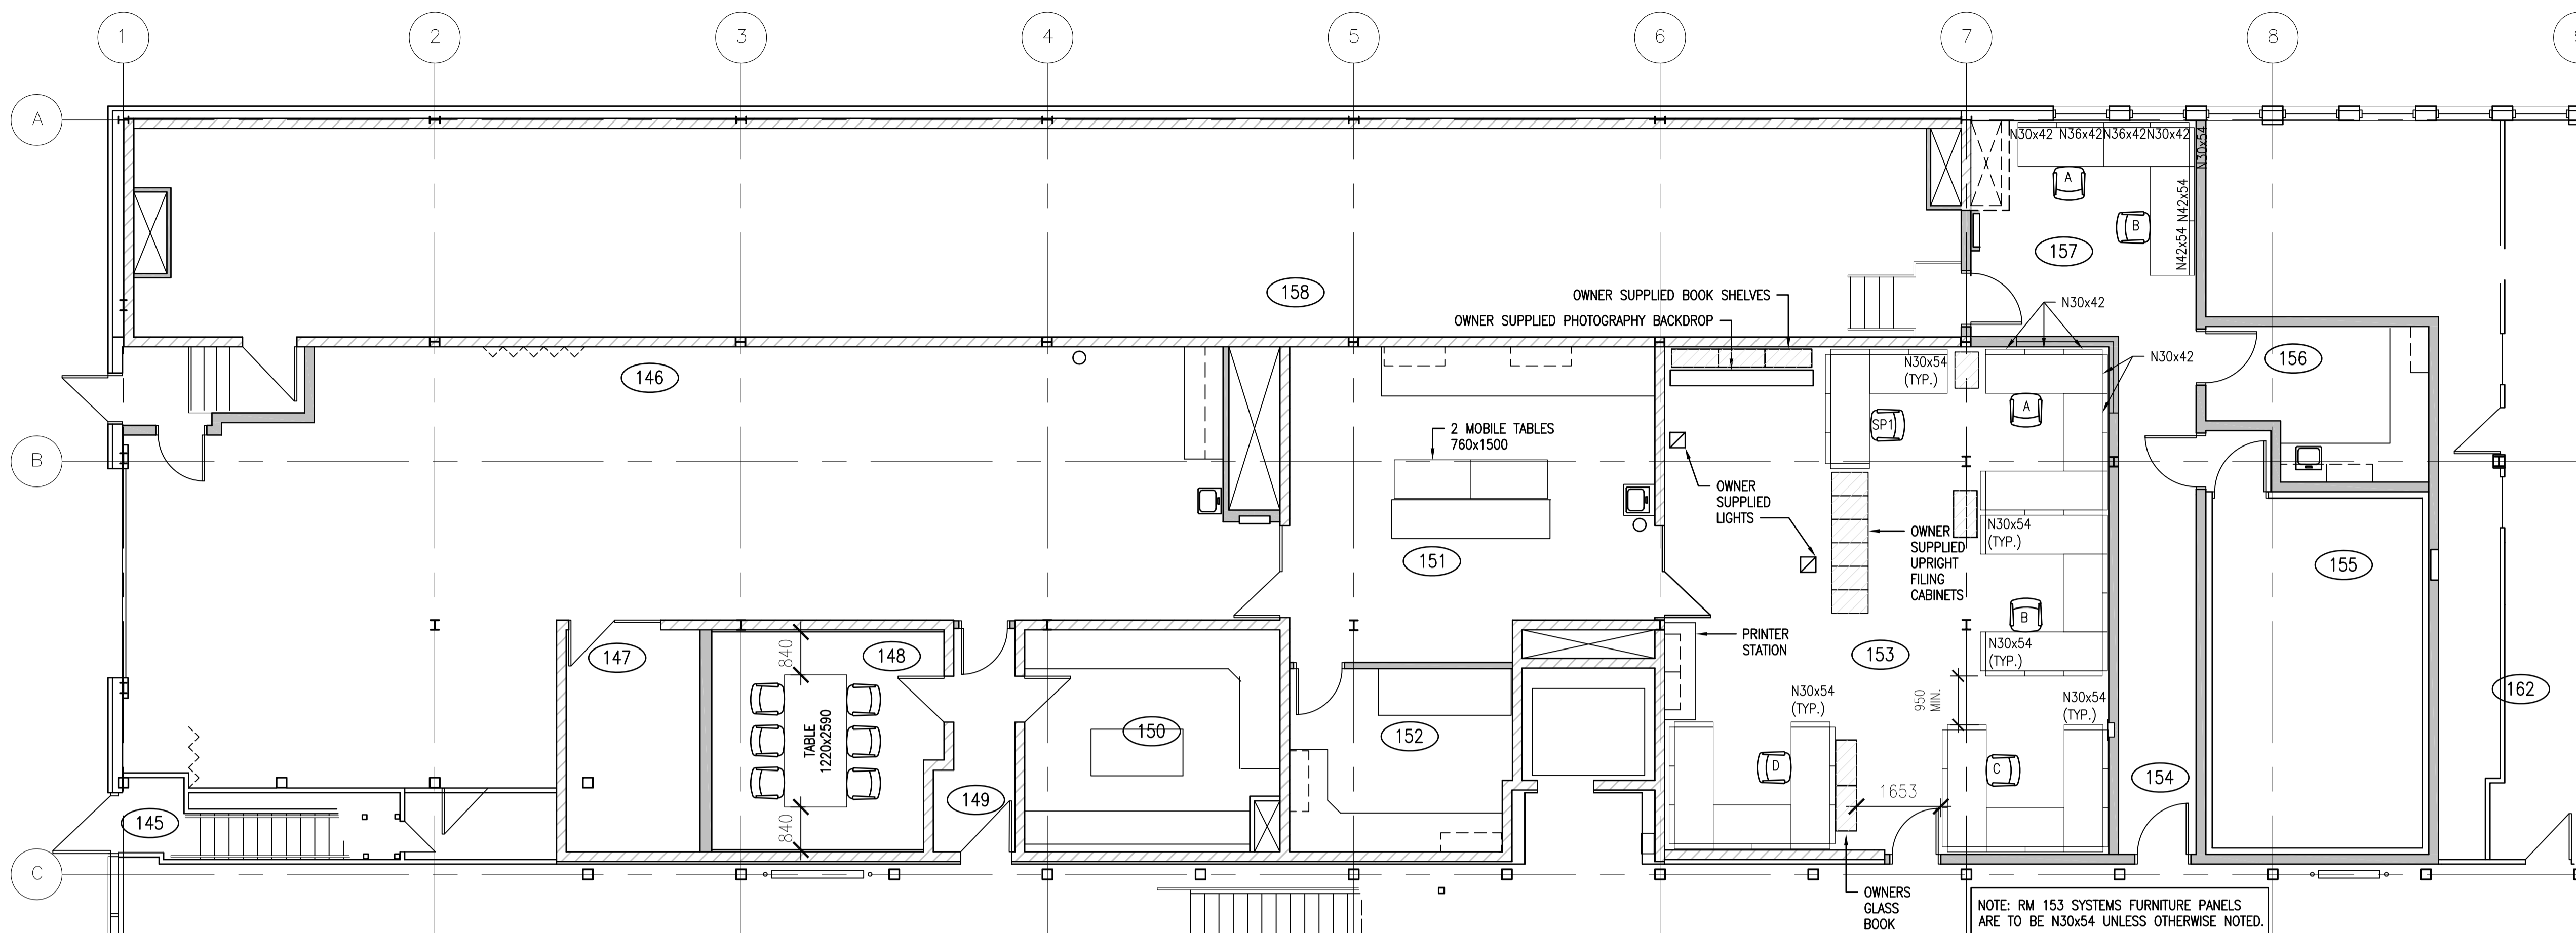 1 2 3 4 5 6 7 8
A
N30x42 N36x42 N36x42 N30x42
N30x54
A
B
N42x54 N42x54
157
158
OWNER SUPPLIED BOOK SHELVES
OWNER SUPPLIED PHOTOGRAPHY BACKDROP
N30x42
N30x42
146
156
N30x54
(TYP.)
A
SP1
B
2 MOBILE TABLES
760x1500
OWNER
SUPPLIED
LIGHTS
N30x54
(TYP.)
OWNER
SUPPLIED
UPRIGHT
FILING
CABINETS
151
155
B
PRINTER
STATION
147
148
840
153
N30x54
(TYP.)
162
950
MIN.
N30x54
(TYP.)
N30x54
(TYP.)
TABLE
1220x2590
150
152
D
C
154
149
1653
145
840
C
OWNERS
GLASS
BOOK
NOTE: RM 153 SYSTEMS FURNITURE PANELS
ARE TO BE N30x54 UNLESS OTHERWISE NOTED.